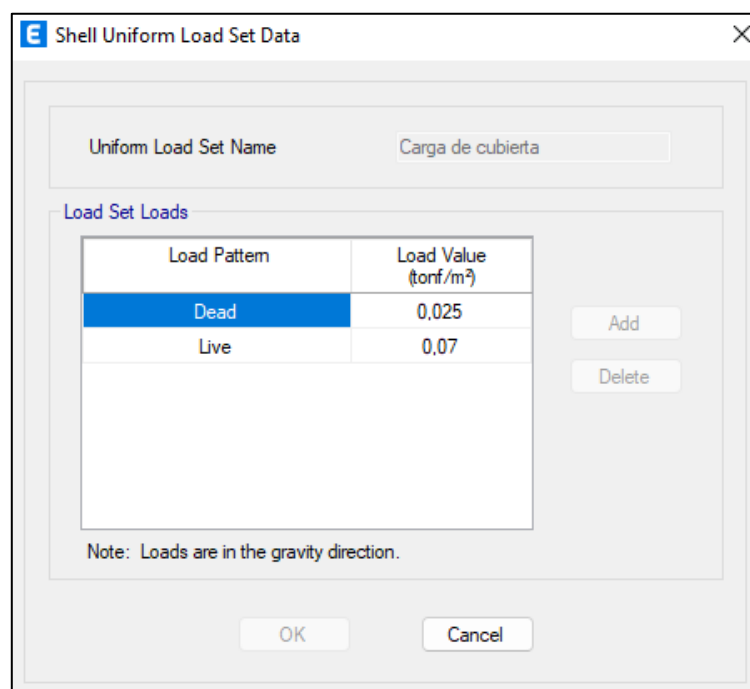 E Shell Uniform Load Set Data
Uniform Load Set Name Carga de cubierta
Load Set Loads
Load Pattern Load Value
(tonf/m²)
Dead 0,025
Add
Live 0,07
Delete
Note: Loads are in the gravity direction.
OK Cancel